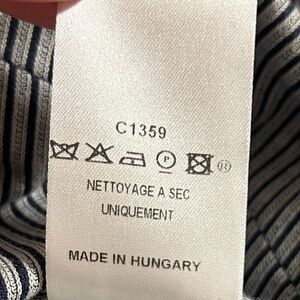 C1359
P ®
NETTOYAGE A SEC
UNIQUEMENT
MADE IN HUNGARY